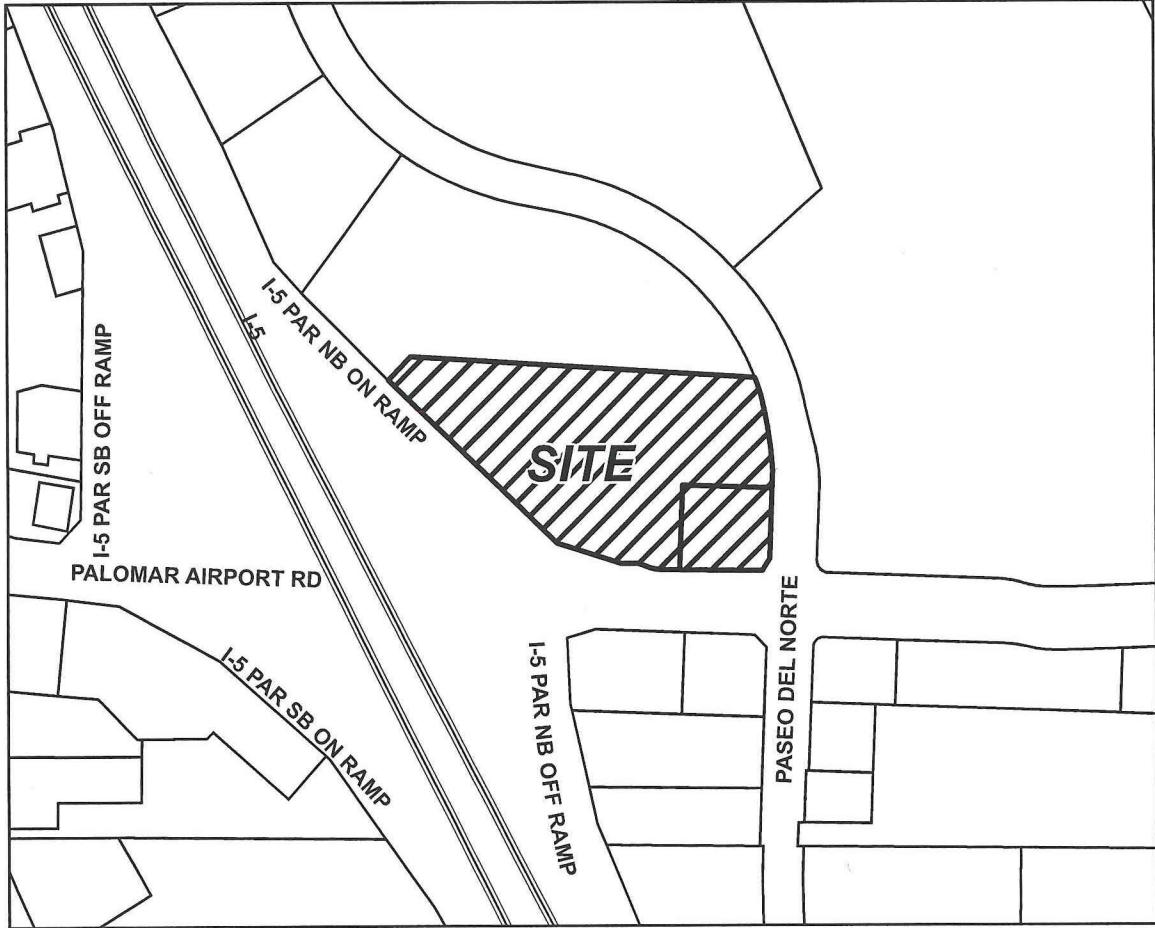 I-5 PAR NB ON RAMP
I-5
I-5 PAR SB OFF RAMP
SITE
PALOMAR AIRPORT RD
I-5 PAR SB ON RAMP
I-5 PAR NB OFF RAMP
PASEO DEL NORTE